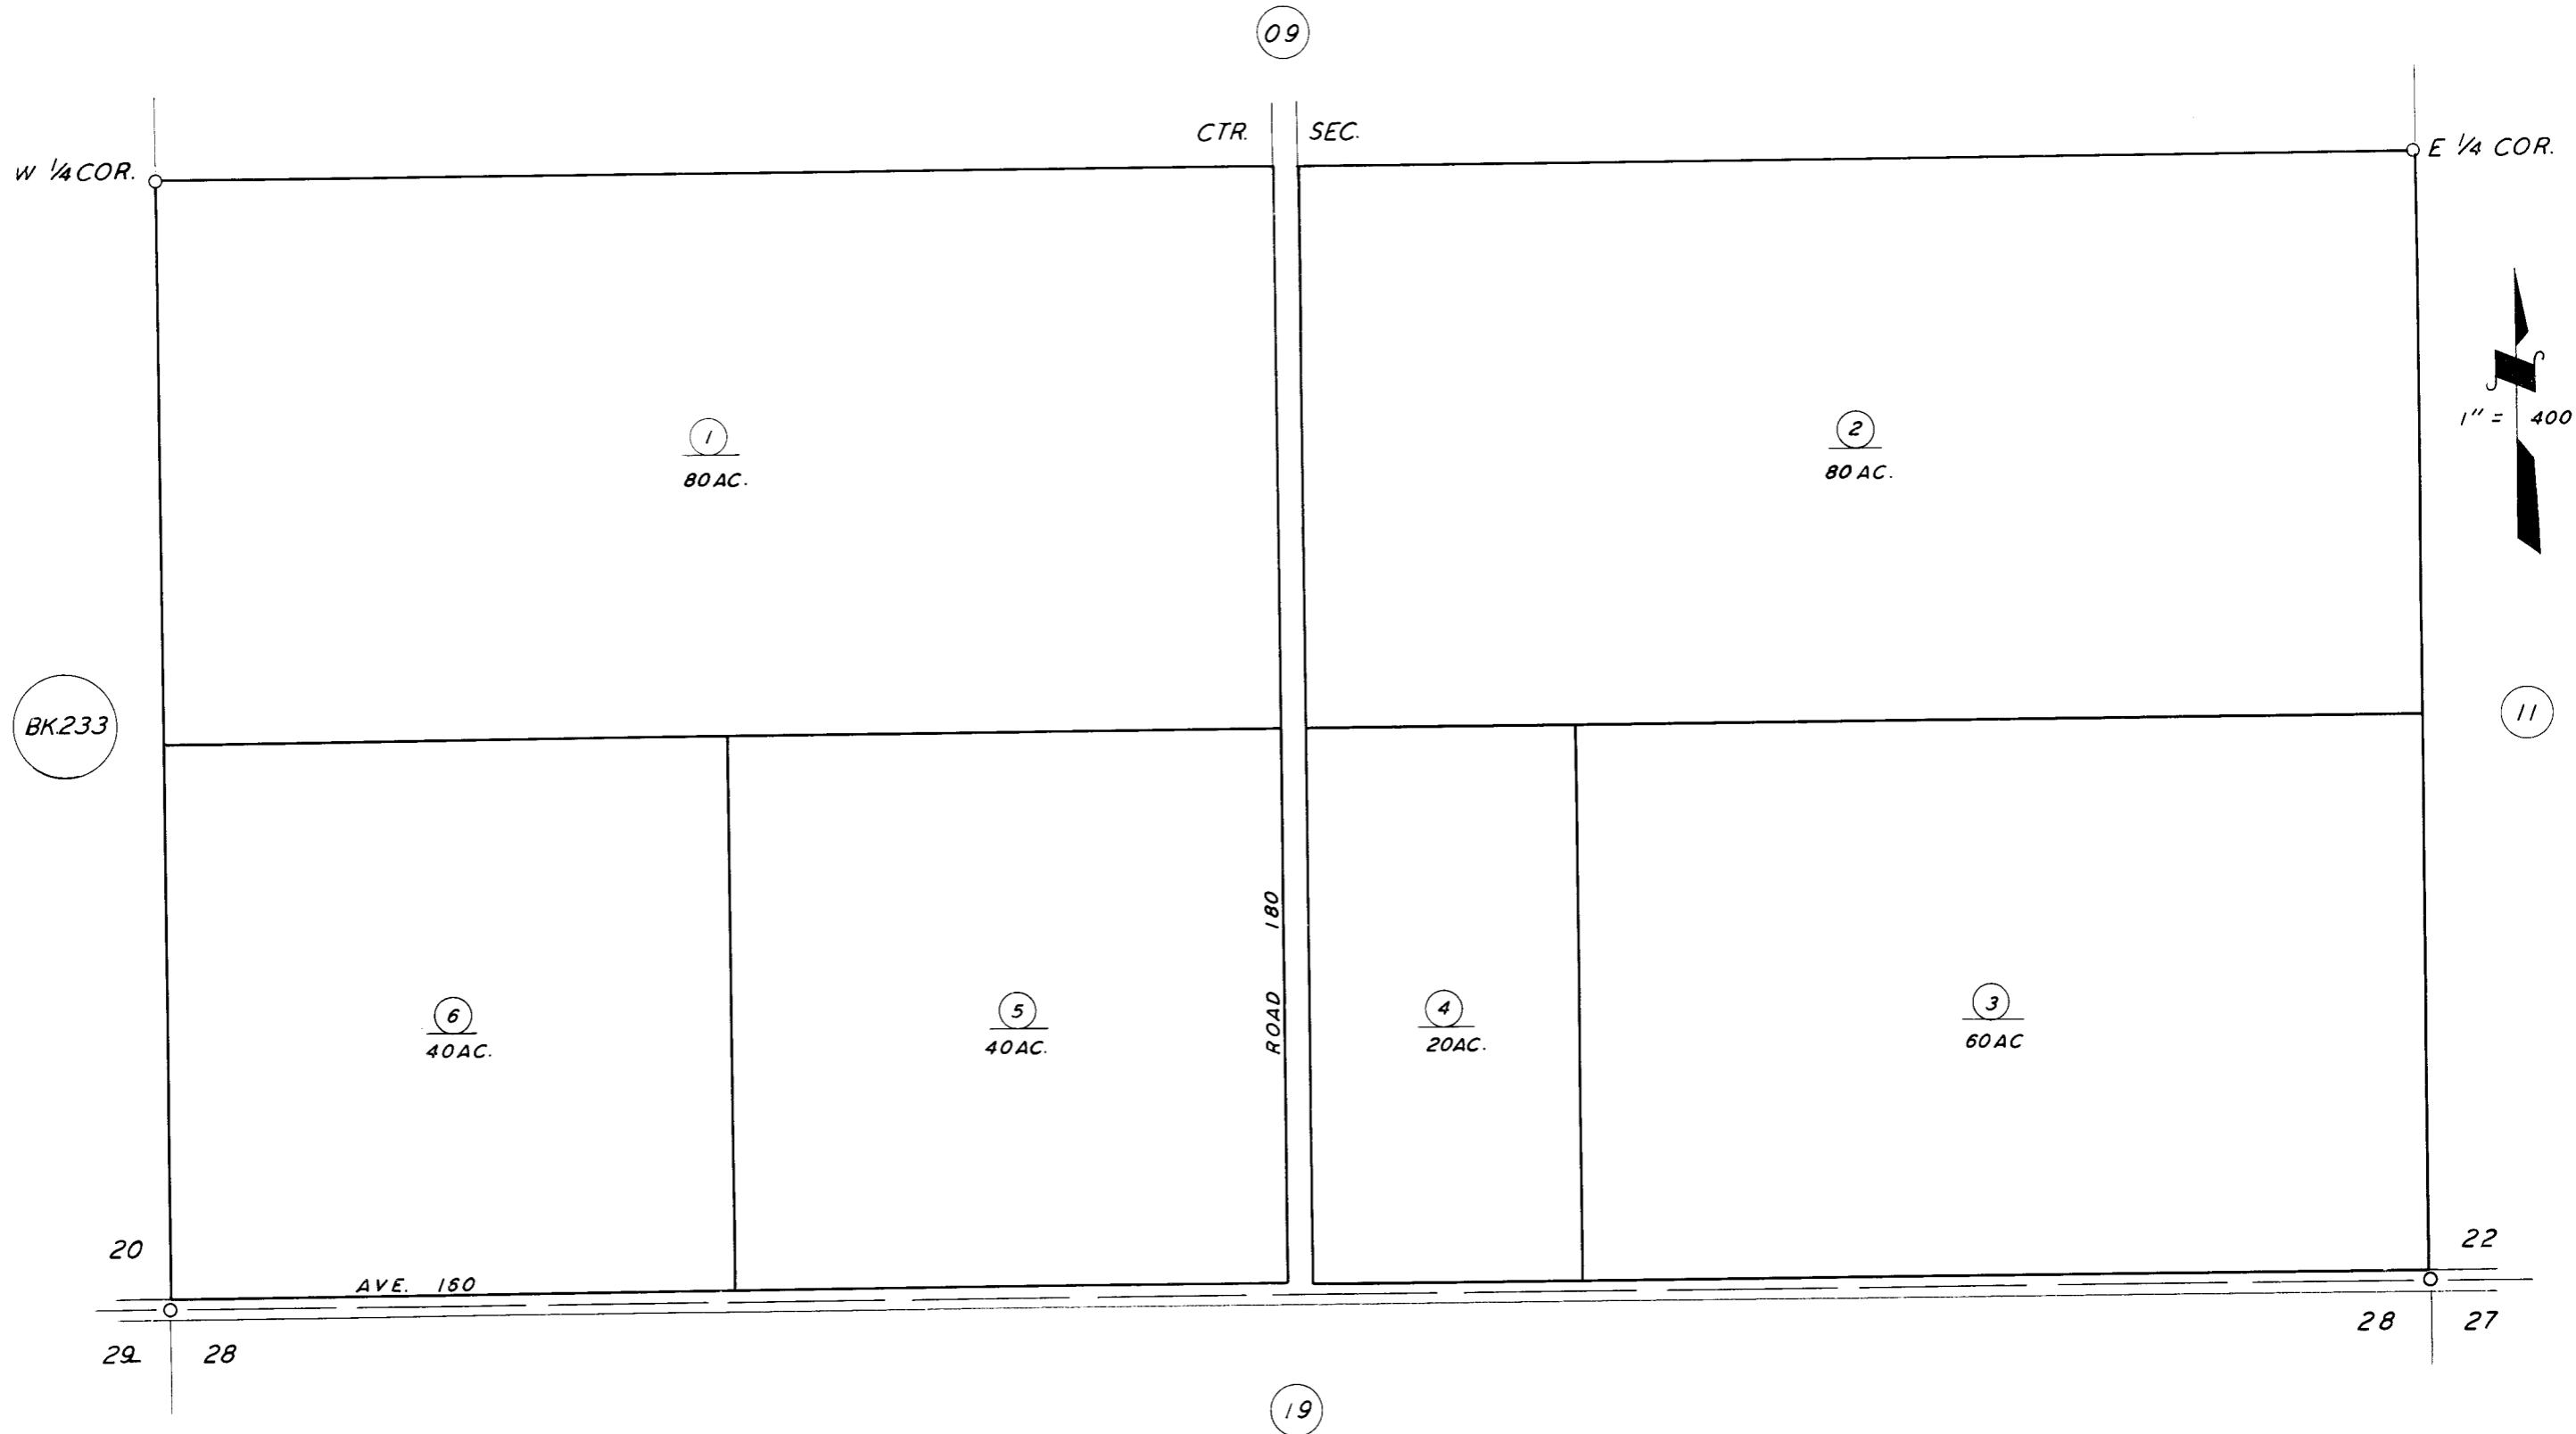 09
CTR. SEC.
W 1/4 COR.
E 1/4 COR.
1" = 400
1
80 AC.
2
80 AC.
BK.233
11
ROAD 180
6
40 AC.
5
40 AC.
4
20 AC.
3
60 AC
20
22
AVE. 160
29 28
28 27
19